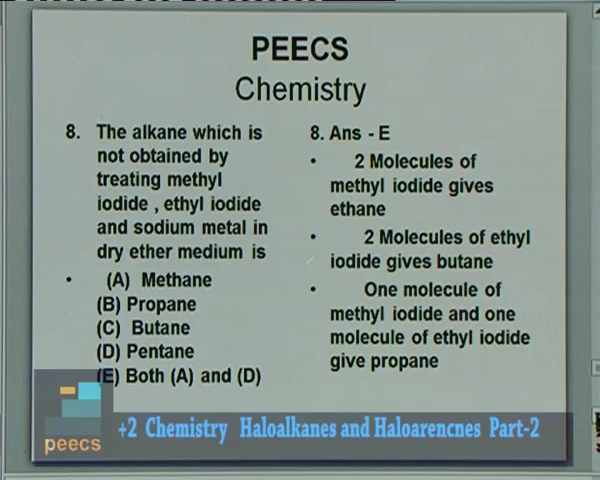 PEECS
Chemistry
8. The alkane which is
not obtained by
treating methyl
iodide , ethyl iodide
and sodium metal in
dry ether medium is
• (A) Methane
(B) Propane
(C) Butane
(D) Pentane
(E) Both (A) and (D)
8. Ans - E
• 2 Molecules of
methyl iodide gives
ethane
• 2 Molecules of ethyl
iodide gives butane
• One molecule of
methyl iodide and one
molecule of ethyl iodide
give propane
peecs
+2 Chemistry Haloalkanes and Haloarencnes Part-2